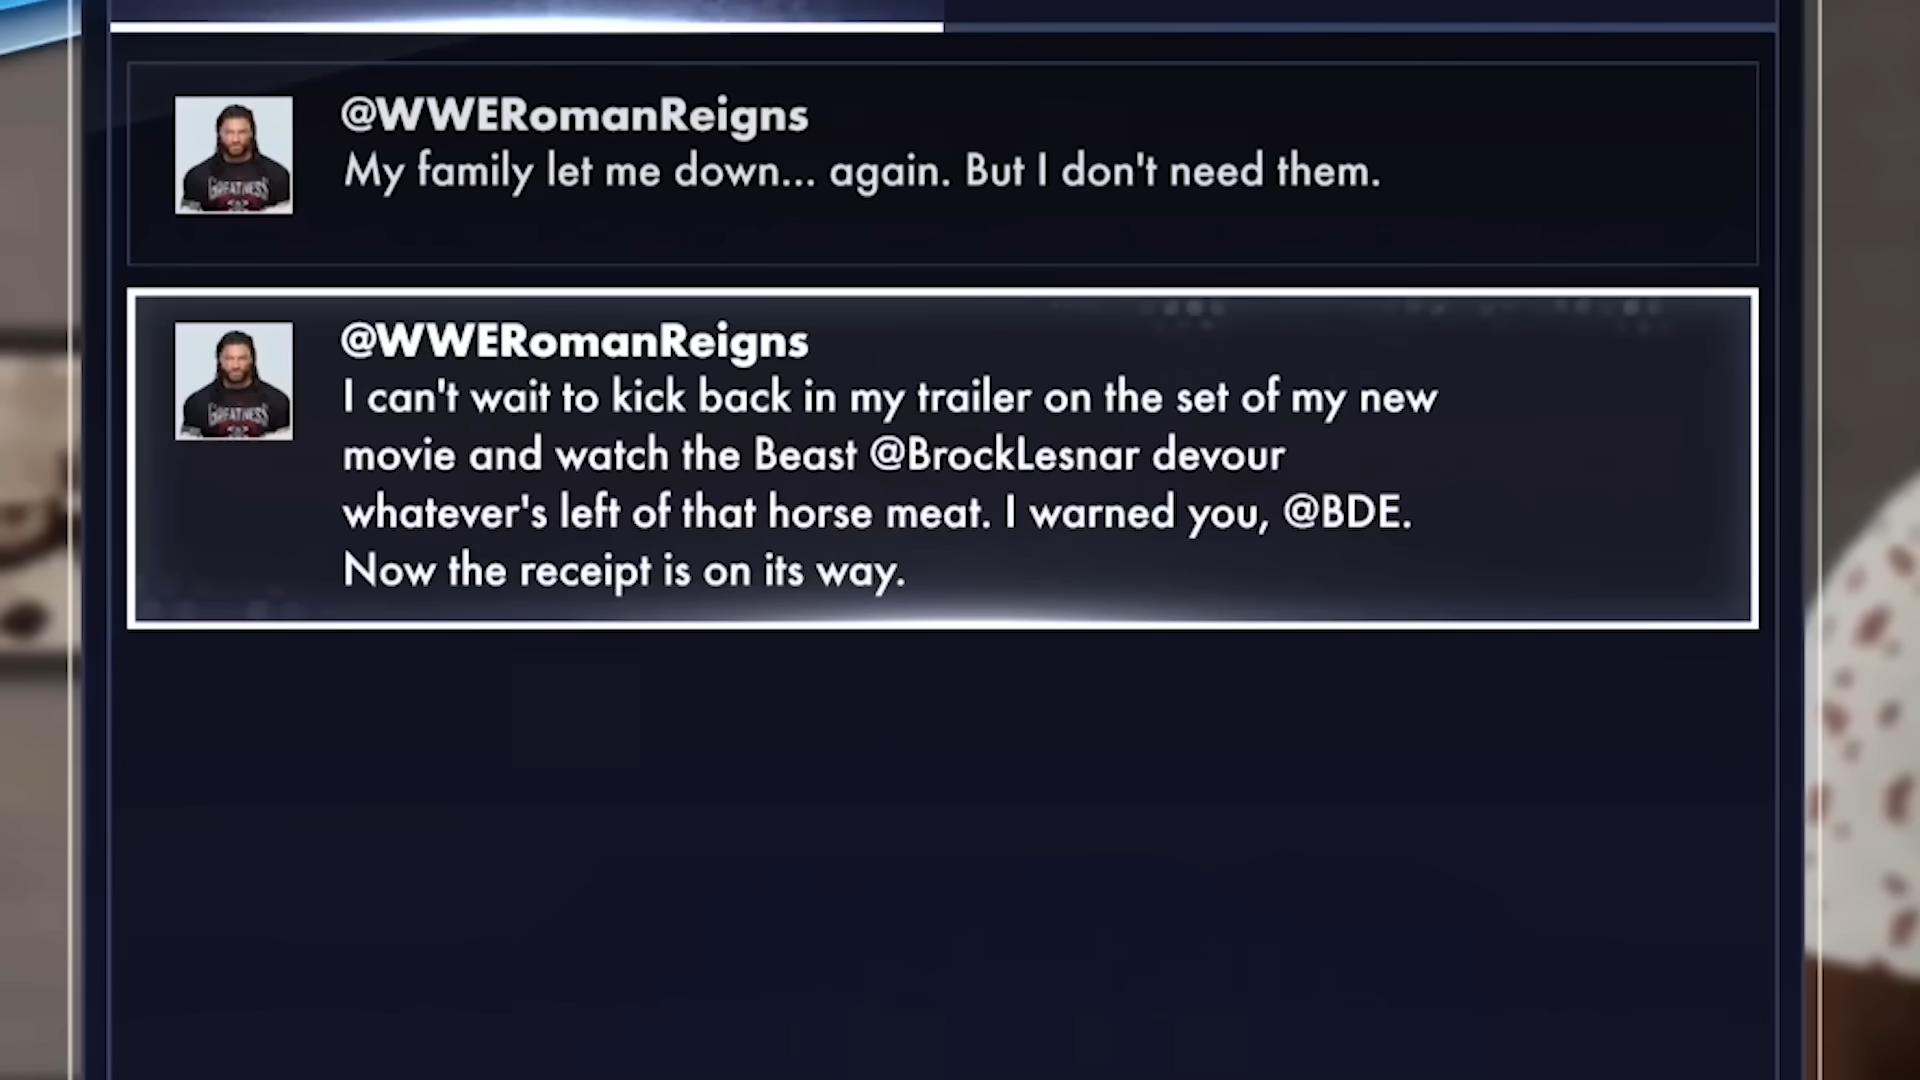 @WWERomanReigns
GREATNESS
My family let me down... again. But I don't need them.
@WWERomanReigns
I can't wait to kick back in my trailer on the set of my new
GREATNESS
movie and watch the Beast @BrockLesnar devour
whatever's left of that horse meat. I warned you, @BDE.
Now the receipt is on its way.